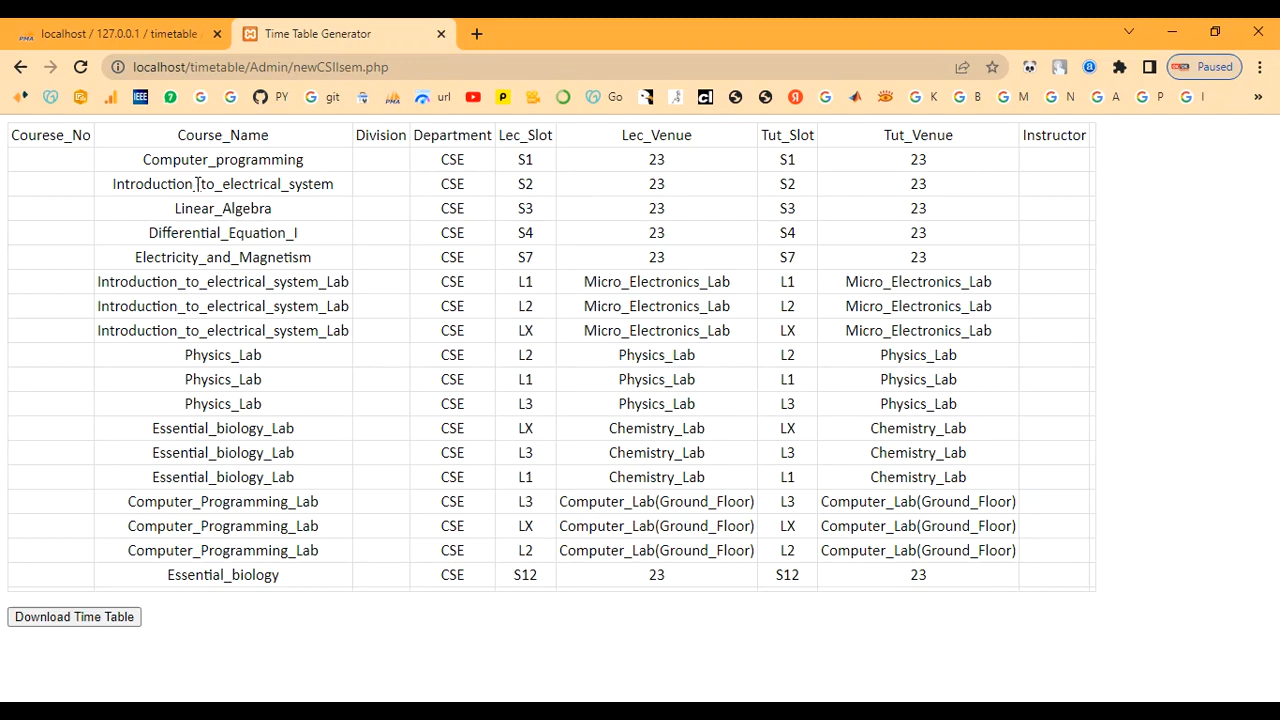 localhost / 127.0.0.1 / timetable
Time Table Generator
localhost/timetable/Admin/newCSIIsem.php
Paused
PY git url Go K B M N A P I »
Courese_No Course_Name Division Department Lec_Slot Lec_Venue Tut_Slot Tut_Venue Instructor
Computer_programming CSE S1 23 S1 23
Introduction_to_electrical_system CSE S2 23 S2 23
Linear_Algebra CSE S3 23 S3 23
Differential_Equation_I CSE S4 23 S4 23
Electricity_and_Magnetism CSE S7 23 S7 23
Introduction_to_electrical_system_Lab CSE L1 Micro_Electronics_Lab L1 Micro_Electronics_Lab
Introduction_to_electrical_system_Lab CSE L2 Micro_Electronics_Lab L2 Micro_Electronics_Lab
Introduction_to_electrical_system_Lab CSE LX Micro_Electronics_Lab LX Micro_Electronics_Lab
Physics_Lab CSE L2 Physics_Lab L2 Physics_Lab
Physics_Lab CSE L1 Physics_Lab L1 Physics_Lab
Physics_Lab CSE L3 Physics_Lab L3 Physics_Lab
Essential_biology_Lab CSE LX Chemistry_Lab LX Chemistry_Lab
Essential_biology_Lab CSE L3 Chemistry_Lab L3 Chemistry_Lab
Essential_biology_Lab CSE L1 Chemistry_Lab L1 Chemistry_Lab
Computer_Programming_Lab CSE L3 Computer_Lab(Ground_Floor) L3 Computer_Lab(Ground_Floor)
Computer_Programming_Lab CSE LX Computer_Lab(Ground_Floor) LX Computer_Lab(Ground_Floor)
Computer_Programming_Lab CSE L2 Computer_Lab(Ground_Floor) L2 Computer_Lab(Ground_Floor)
Essential_biology CSE S12 23 S12 23
Download Time Table